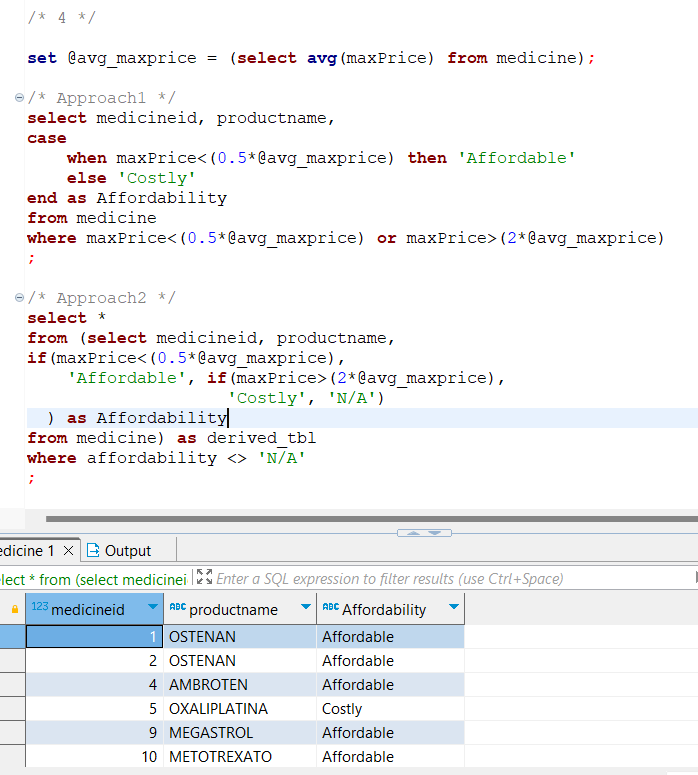 /* 4 */
set @avg_maxprice = (select avg(maxPrice) from medicine);
/* Approach1 */
select medicineid, productname,
case
when maxPrice<(0.5*@avg_maxprice) then 'Affordable'
else 'Costly'
end as Affordability
from medicine
where maxPrice<(0.5*@avg_maxprice) or maxPrice>(2*@avg_maxprice)
;
/* Approach2 */
select *
from (select medicineid, productname,
if(maxPrice<(0.5*@avg_maxprice),
'Affordable', if(maxPrice>(2*@avg_maxprice),
'Costly', 'N/A')
) as Affordability
from medicine) as derived_tbl
where affordability <> 'N/A'
;
edicine 1 Output
lect * from (select medicinei Enter a SQL expression to filter results (use Ctrl+Space)
123 medicineid ABC productname ABC Affordability
1 OSTENAN Affordable
2 OSTENAN Affordable
4 AMBROTEN Affordable
5 OXALIPLATINA Costly
9 MEGASTROL Affordable
10 METOTREXATO Affordable